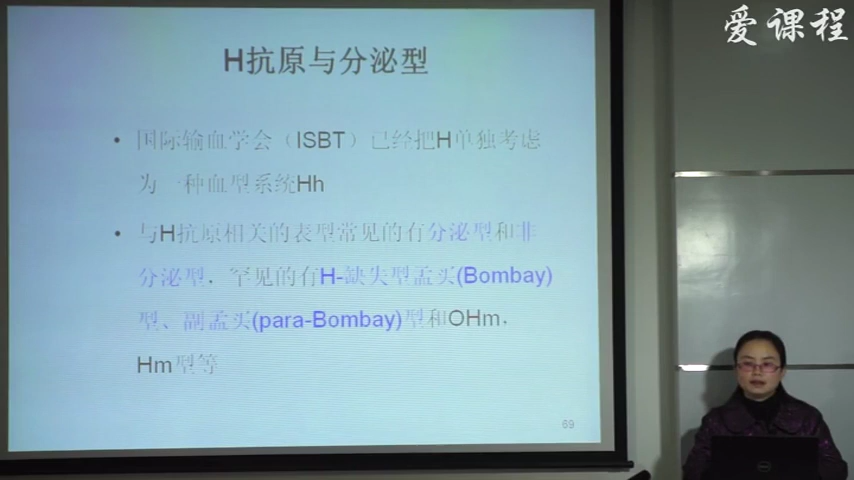 爱课程
H抗原与分泌型
• 国际输血学会（ISBT）已经把H单独考虑
为一种血型系统Hh
• 与H抗原相关的表型常见的有分泌型和非
分泌型，罕见的有H-缺失型孟买(Bombay)
型、副孟买(para-Bombay)型和OHm，
Hm型等
69
DELL